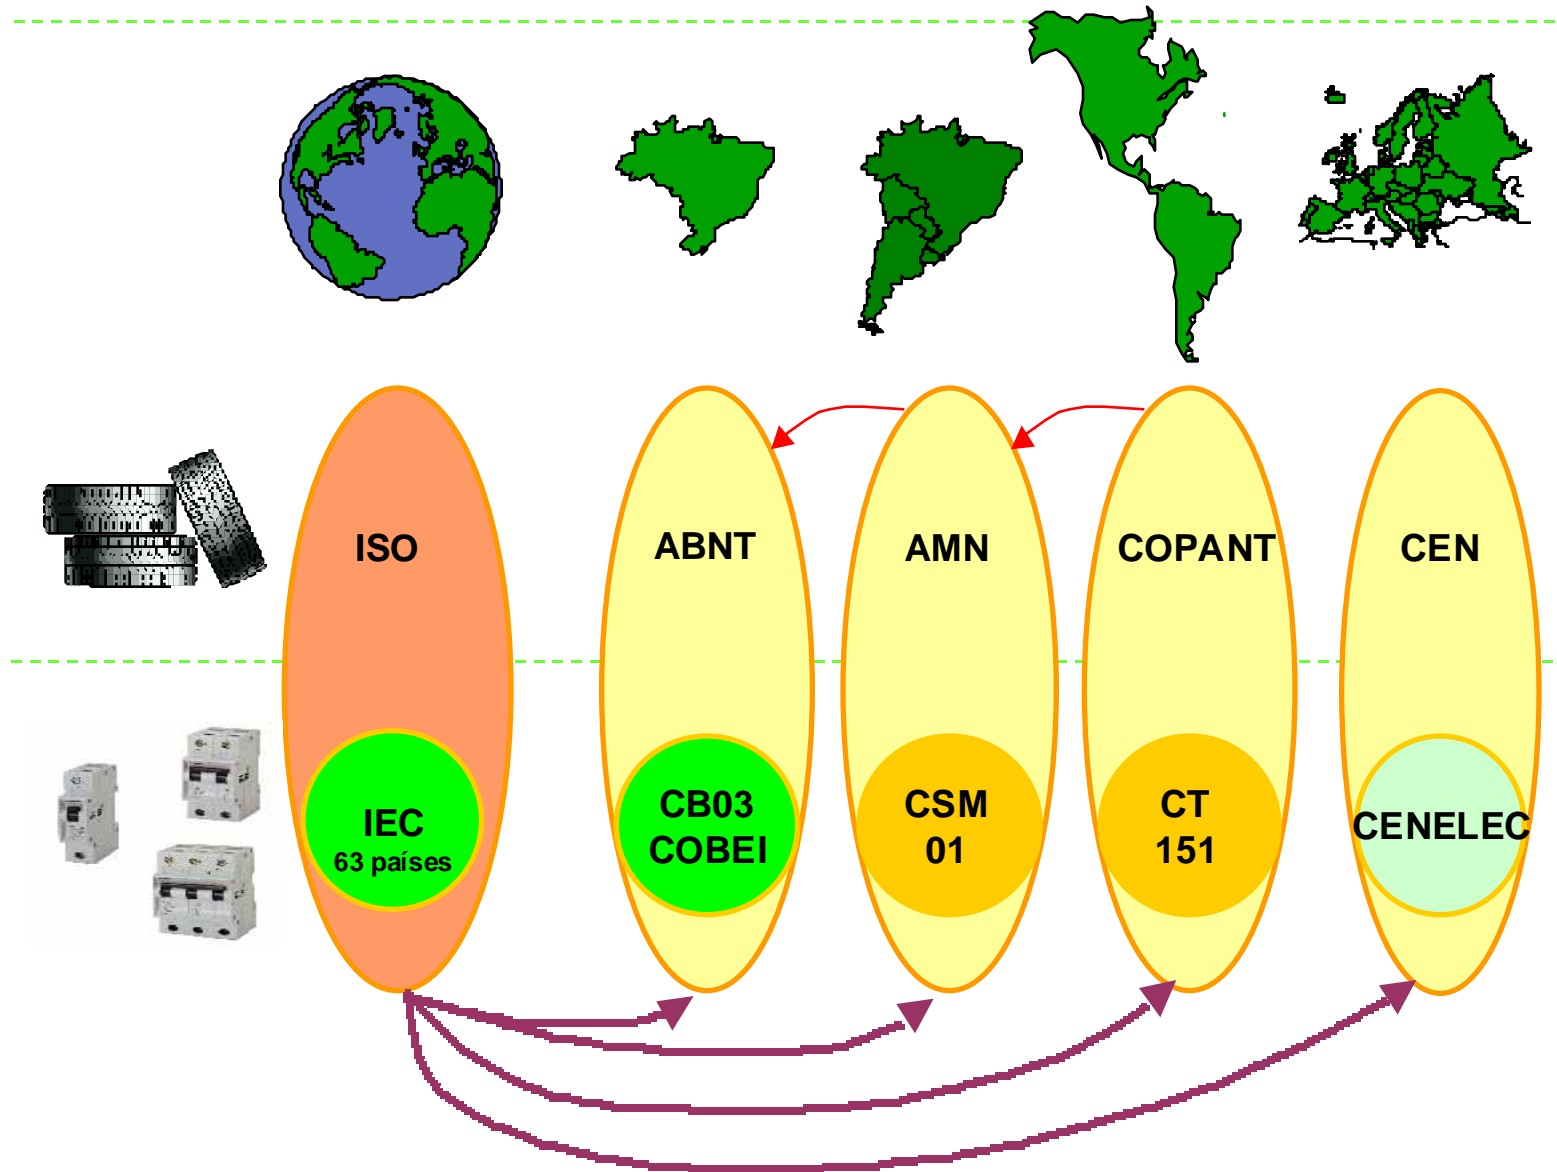 ISO
ABNT
AMN
COPANT
CEN
IEC
63 países
CB03
COBEI
CSM
01
CT
151
CENELEC